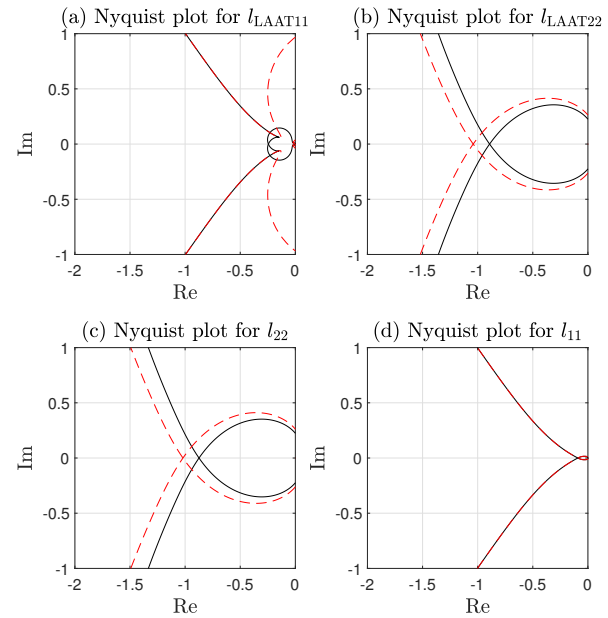 (a) Nyquist plot for l_LAAT11
1
0.5
0
-0.5
-1
-2 -1.5 -1 -0.5 0
Im
Re
(b) Nyquist plot for l_LAAT22
1
0.5
0
-0.5
-1
-2 -1.5 -1 -0.5 0
Im
Re
(c) Nyquist plot for l_22
1
0.5
0
-0.5
-1
-2 -1.5 -1 -0.5 0
Im
Re
(d) Nyquist plot for l_11
1
0.5
0
-0.5
-1
-2 -1.5 -1 -0.5 0
Im
Re